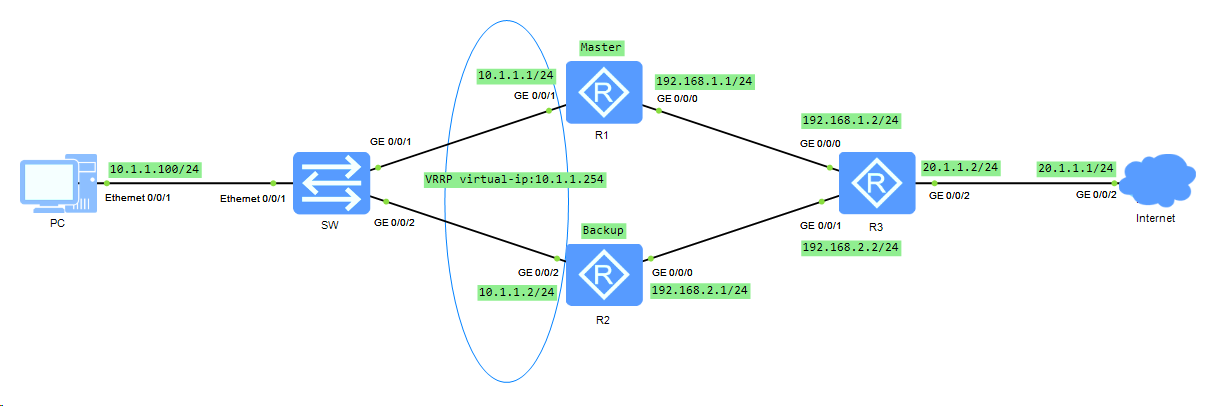 Master
10.1.1.1/24
192.168.1.1/24
GE 0/0/1
GE 0/0/0
R1
192.168.1.2/24
GE 0/0/1
GE 0/0/0
10.1.1.100/24
20.1.1.2/24
20.1.1.1/24
VRRP virtual-ip:10.1.1.254
Ethernet 0/0/1
Ethernet 0/0/1
GE 0/0/2
GE 0/0/2
PC
SW
GE 0/0/2
Backup
GE 0/0/1
R3
Internet
192.168.2.2/24
GE 0/0/2
GE 0/0/0
10.1.1.2/24
192.168.2.1/24
R2
R
R
R